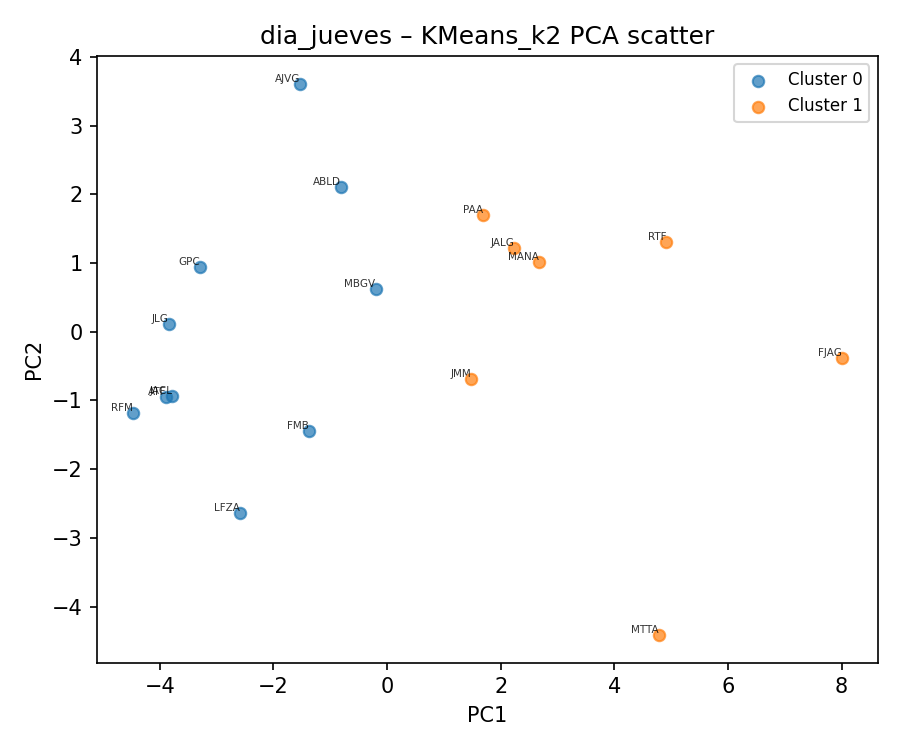 dia_jueves – KMeans_k2 PCA scatter
Cluster 0
Cluster 1
AJVG
ABLD
PAA
JALG
MANA
RTF
GPC
MBGV
JLG
FJAG
JMM
RFM
FMB
LFZA
MTTA
4
3
2
1
0
−1
−2
−3
−4
PC2
−4
−2
0
2
4
6
8
PC1